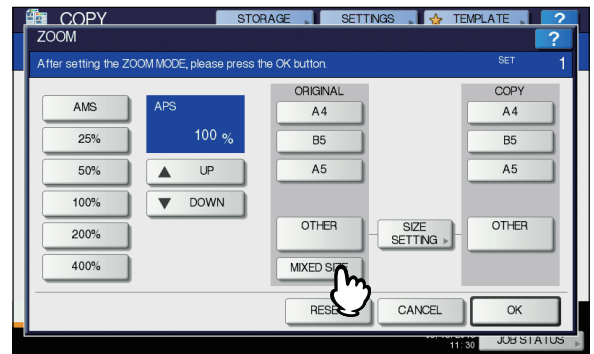 COPY STORAGE SETTINGS TEMPLATE ?
ZOOM ?
After setting the ZOOM MODE, please press the OK button. SET 1
ORIGINAL COPY
AMS APS A4 A4
25% 100 % B5 B5
50% UP A5 A5
100% DOWN
200% OTHER SIZE SETTING OTHER
400% MIXED SIZE
RESET CANCEL OK
11:30 JOB STATUS